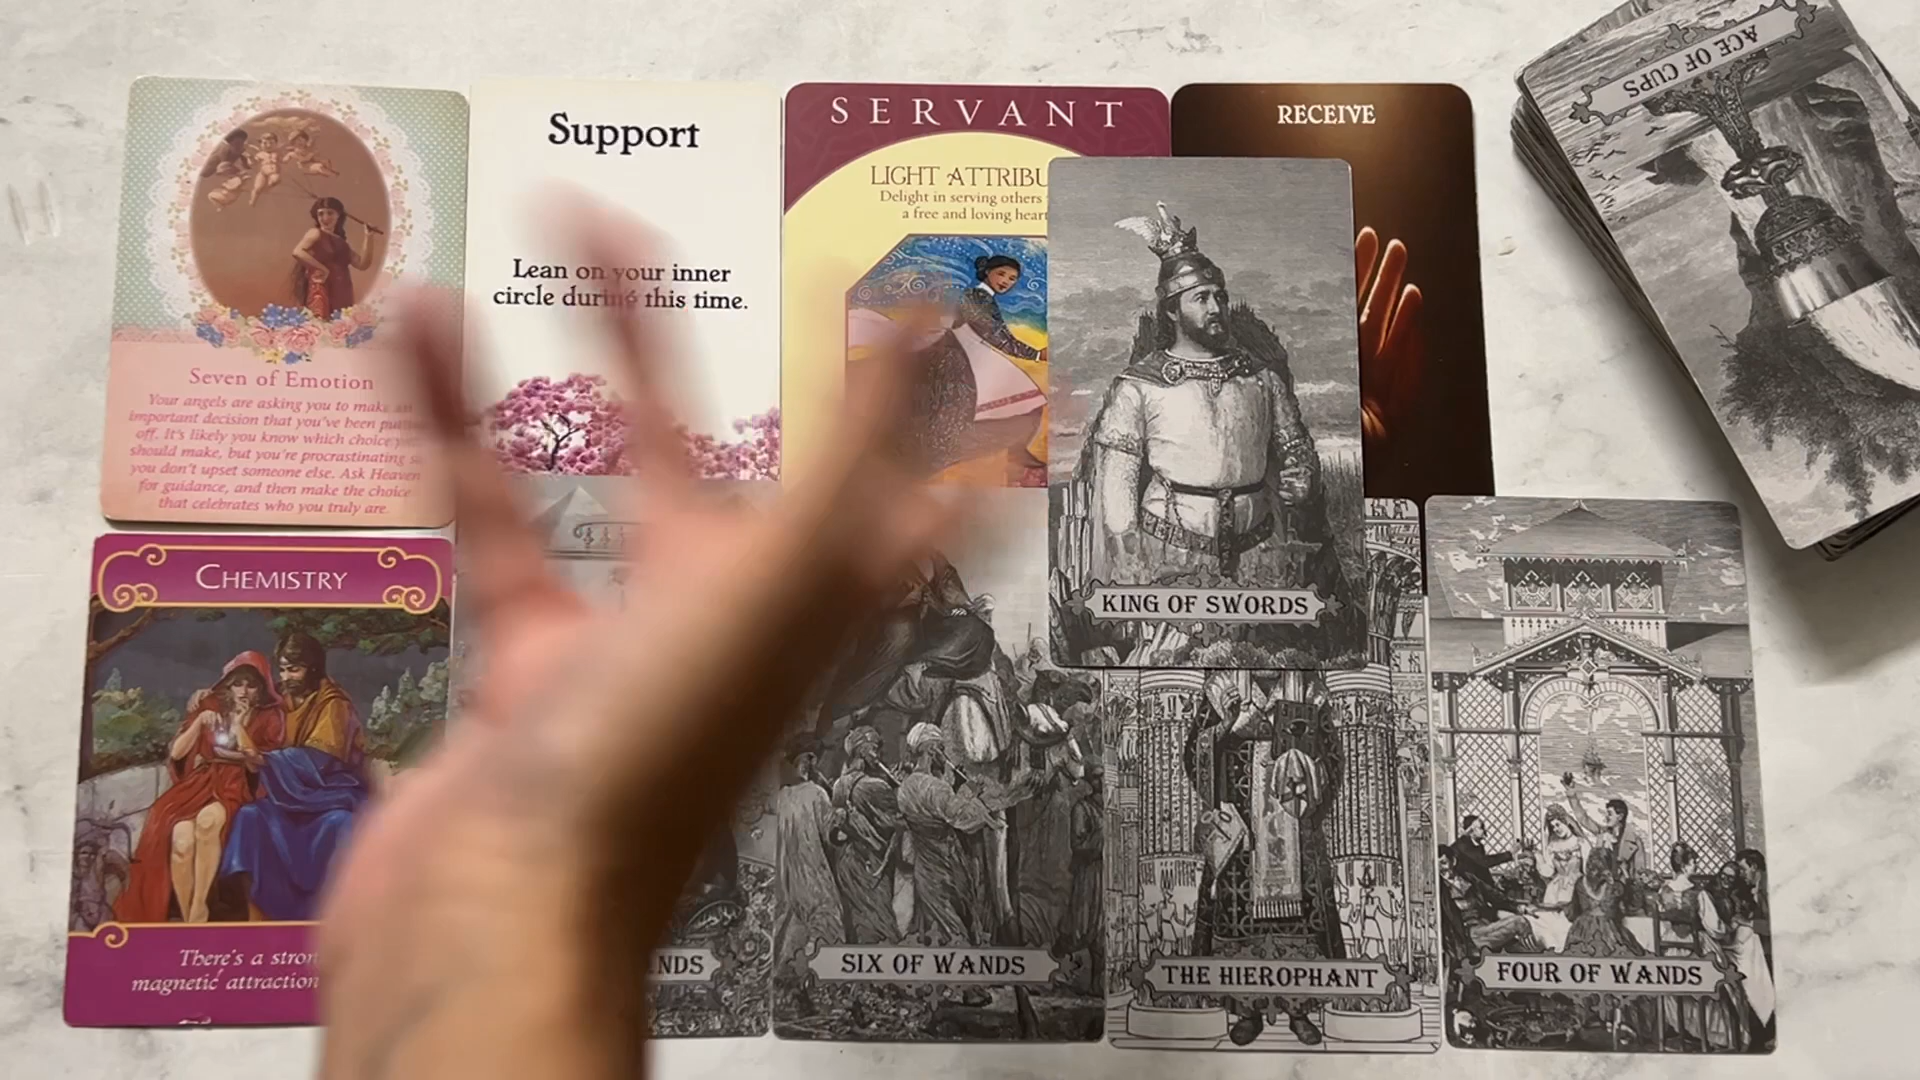 Seven of Emotion
Your angels are asking you to make an
important decision that you've been
off. It's likely you know which choice
should make, but you're procrastinating
you don't upset someone else. Ask Heaven
for guidance, and then make the choice
that celebrates who you truly are.
Support
Lean on your inner
circle during this time.
SERVANT
LIGHT ATTRIBU
Delight in serving others
a free and loving heart
RECEIVE
ACE OF CUPS
KING OF SWORDS
CHEMISTRY
There's a
magnetic attraction
NDS
SIX OF WANDS
THE HIEROPHANT
FOUR OF WANDS